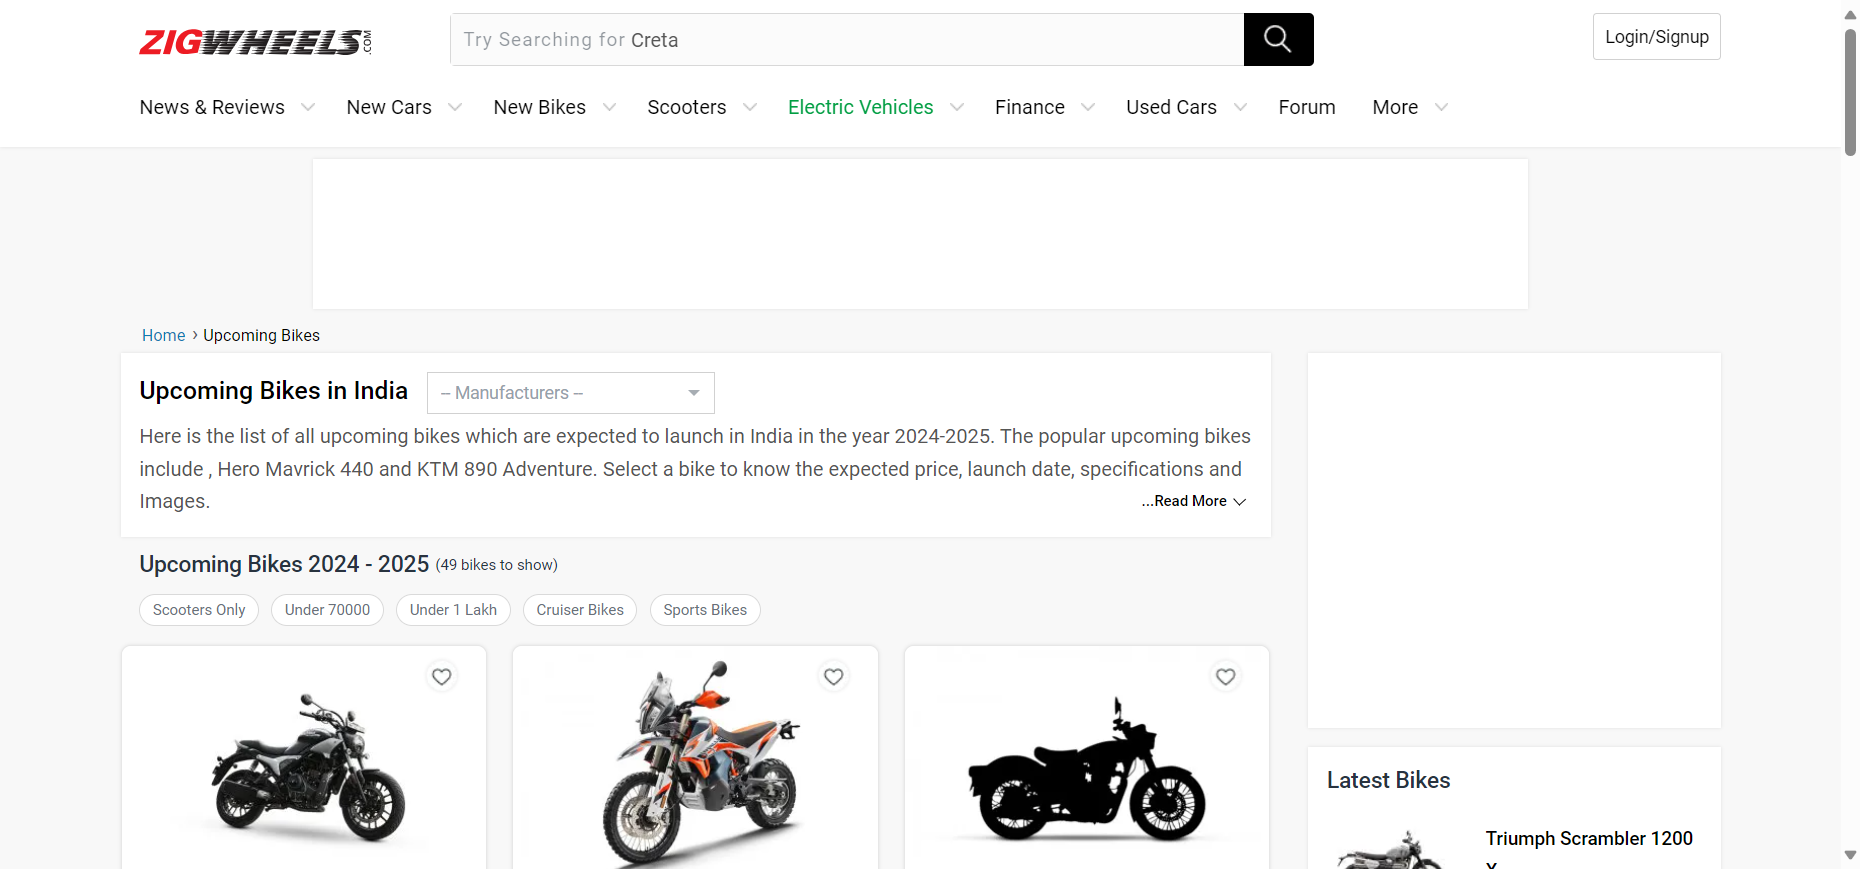 ZIGWHEELS.COM
Try Searching for Creta
Login/Signup
News & Reviews New Cars New Bikes Scooters Electric Vehicles Finance Used Cars Forum More
Home › Upcoming Bikes
Upcoming Bikes in India
-- Manufacturers --
Here is the list of all upcoming bikes which are expected to launch in India in the year 2024-2025. The popular upcoming bikes
include , Hero Mavrick 440 and KTM 890 Adventure. Select a bike to know the expected price, launch date, specifications and
Images.
...Read More
Upcoming Bikes 2024 - 2025 (49 bikes to show)
Scooters Only Under 70000 Under 1 Lakh Cruiser Bikes Sports Bikes
Latest Bikes
Triumph Scrambler 1200
X